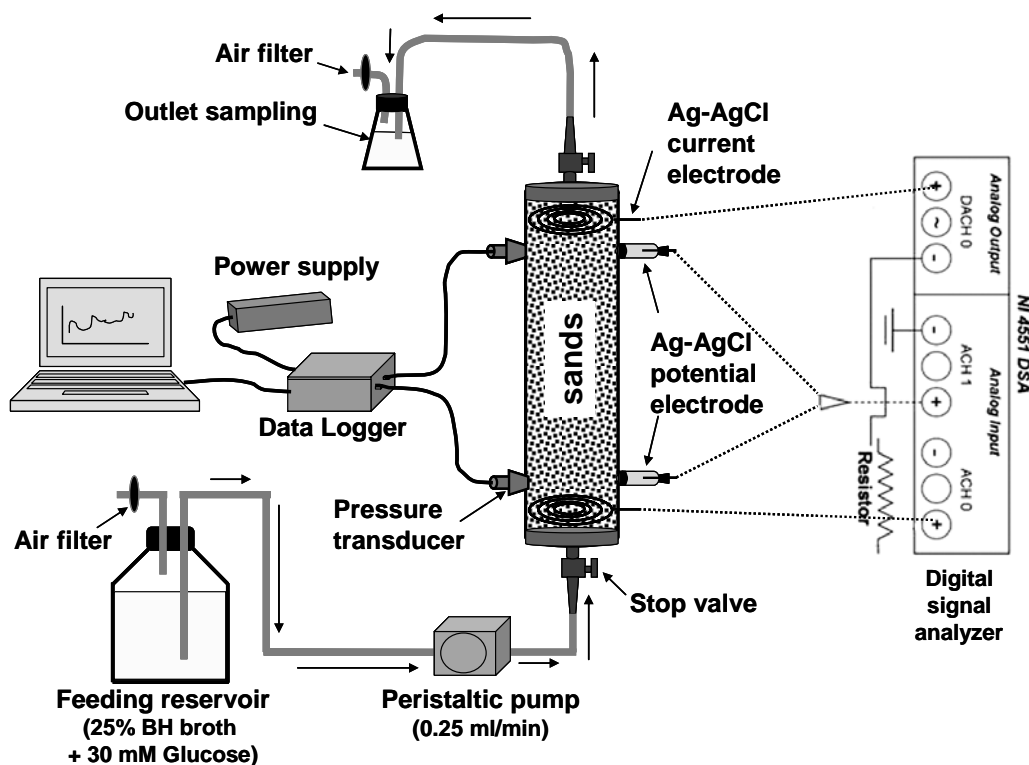 Air filter
Outlet sampling
Ag-AgCl
current
electrode
Power supply
Data Logger
sands
Ag-AgCl
potential
electrode
Pressure
transducer
Stop valve
Air filter
Feeding reservoir
(25% BH broth
+ 30 mM Glucose)
Peristaltic pump
(0.25 ml/min)
Resistor
+
~
-
DACH 0
Analog Output
-
+
ACH 1
Analog Input
-
+
ACH 0
NI 4551 DSA
Digital
signal
analyzer